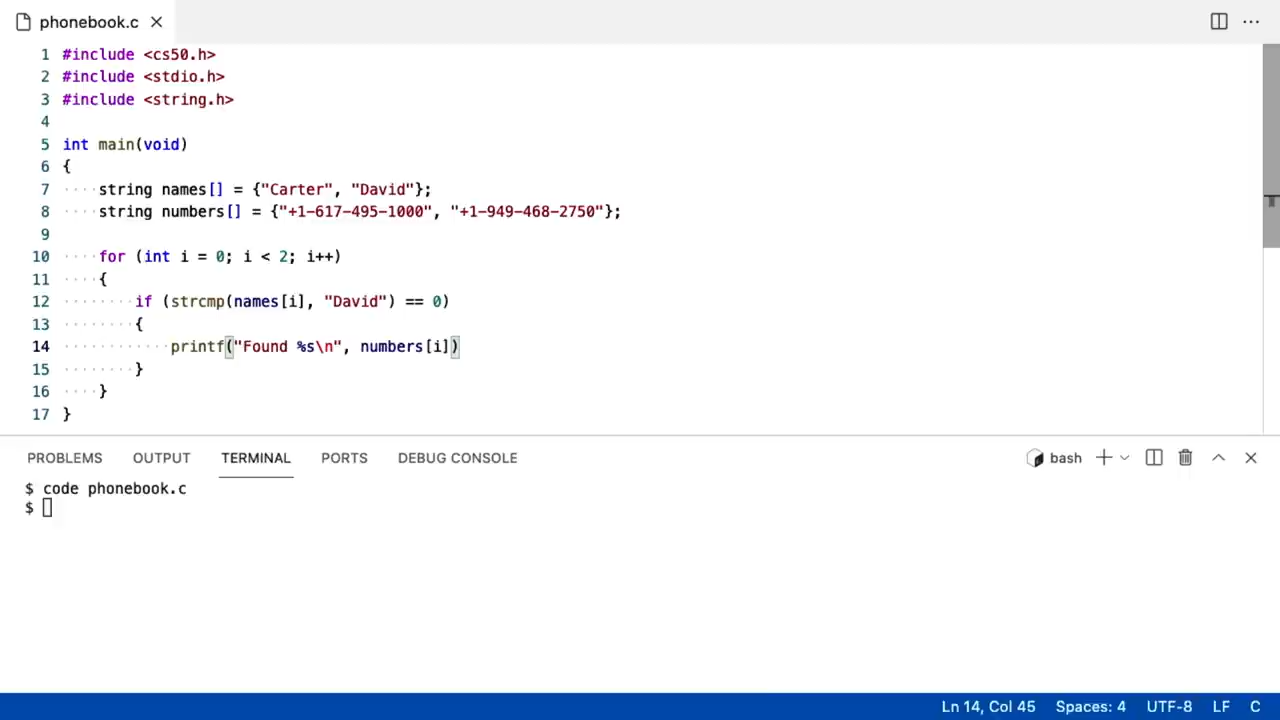 phonebook.c
1 #include <cs50.h>
2 #include <stdio.h>
3 #include <string.h>
4
5 int main(void)
6 {
7 ····string names[] = {"Carter", "David"};
8 ····string numbers[] = {"+1-617-495-1000", "+1-949-468-2750"};
9
10 ····for (int i = 0; i < 2; i++)
11 ····{
12 ········if (strcmp(names[i], "David") == 0)
13 ········{
14 ············printf("Found %s\n", numbers[i])
15 ········}
16 ····}
17 }
PROBLEMS OUTPUT TERMINAL PORTS DEBUG CONSOLE bash
$ code phonebook.c
$
Ln 14, Col 45 Spaces: 4 UTF-8 LF C